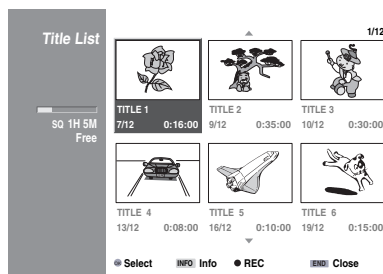 Title List
1/12
SQ 1H 5M
Free
TITLE 1
7/12 0:16:00
TITLE 2
9/12 0:35:00
TITLE 3
10/12 0:30:00
TITLE 4
13/12 0:08:00
TITLE 5
16/12 0:10:00
TITLE 6
19/12 0:15:00
Select INFO Info REC END Close